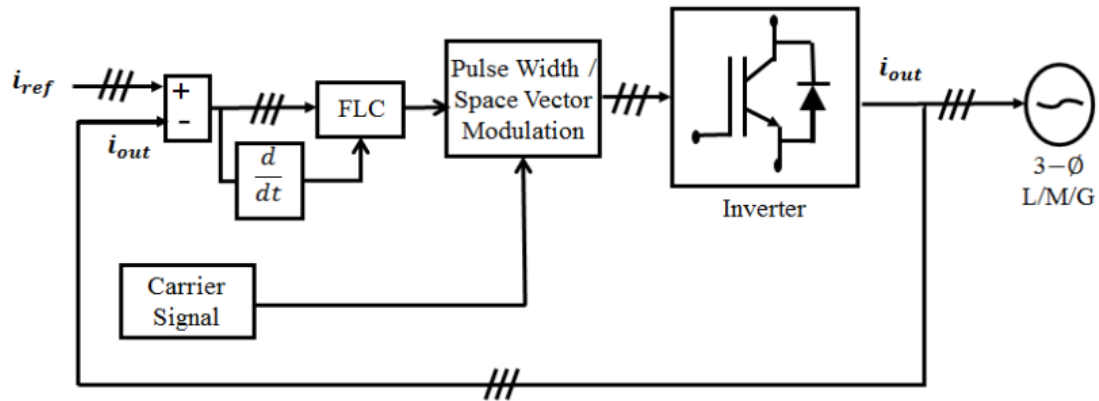 i_ref
+
-
i_out
FLC
d
dt
Pulse Width /
Space Vector
Modulation
Carrier
Signal
Inverter
i_out
3–Ø
L/M/G